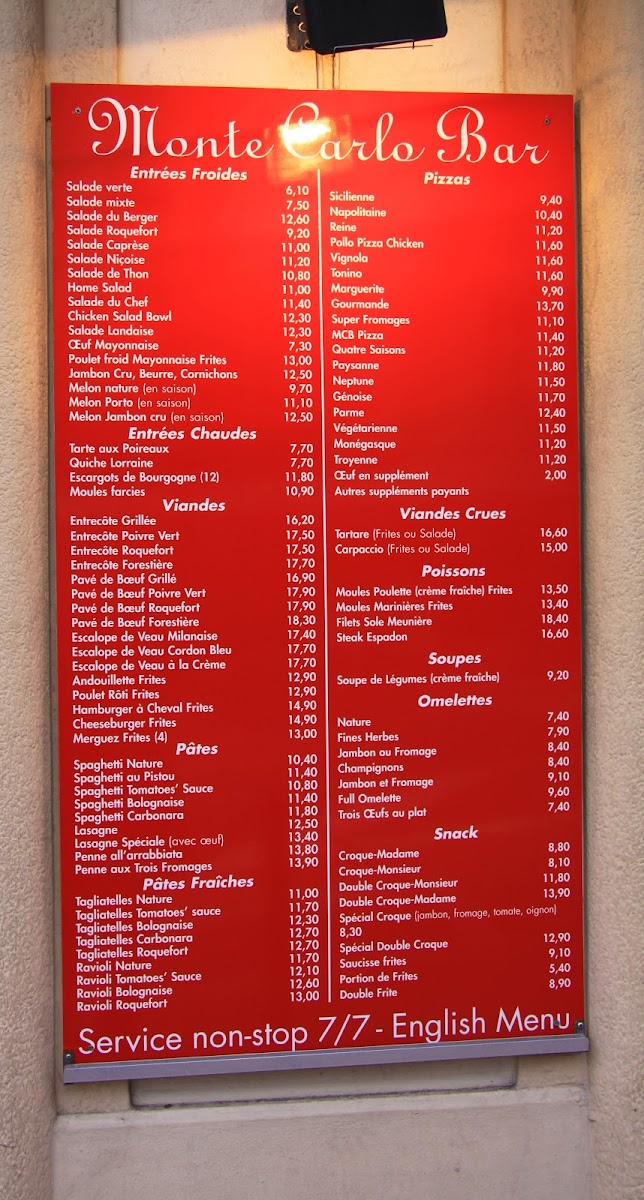 Monte Carlo Bar
Entrées Froides
Salade verte 6,10
Salade mixte 7,50
Salade du Berger 12,60
Salade Roquefort 9,20
Salade Caprèse 11,00
Salade Niçoise 11,20
Salade de Thon 10,80
Home Salad 11,00
Salade du Chef 11,40
Chicken Salad Bowl 12,30
Salade Landaise 12,30
Œuf Mayonnaise 7,30
Poulet froid Mayonnaise Frites 13,00
Jambon Cru, Beurre, Cornichons 12,50
Melon nature (en saison) 9,70
Melon Porto (en saison) 11,10
Melon Jambon cru (en saison) 12,50
Entrées Chaudes
Tarte aux Poireaux 7,70
Quiche Lorraine 7,70
Escargots de Bourgogne (12) 11,80
Moules farcies 10,90
Viandes
Entrecôte Grillée 16,20
Entrecôte Poivre Vert 17,50
Entrecôte Roquefort 17,50
Entrecôte Forestière 17,70
Pavé de Bœuf Grillé 16,90
Pavé de Bœuf Poivre Vert 17,90
Pavé de Bœuf Roquefort 17,90
Pavé de Bœuf Forestière 18,30
Escalope de Veau Milanaise 17,40
Escalope de Veau Cordon Bleu 17,70
Escalope de Veau à la Crème 17,70
Andouillette Frites 12,90
Poulet Rôti Frites 12,90
Hamburger à Cheval Frites 14,90
Cheeseburger Frites 14,90
Merguez Frites (4) 13,00
Pâtes
Spaghetti Nature 10,40
Spaghetti au Pistou 11,40
Spaghetti Tomatoes' Sauce 10,80
Spaghetti Bolognaise 11,40
Spaghetti Carbonara 11,80
Lasagne 12,50
Lasagne Spéciale (avec œuf) 13,40
Penne all'arrabbiata 13,80
Penne aux Trois Fromages 13,90
Pâtes Fraîches
Tagliatelles Nature 11,00
Tagliatelles Tomatoes' sauce 11,70
Tagliatelles Bolognaise 12,30
Tagliatelles Carbonara 12,70
Tagliatelles Roquefort 12,70
Ravioli Nature 11,70
Ravioli Tomatoes' Sauce 12,10
Ravioli Bolognaise 12,60
Ravioli Roquefort 13,00
Pizzas
Sicilienne 9,40
Napolitaine 10,40
Reine 11,20
Pollo Pizza Chicken 11,60
Vignola 11,60
Tonino 11,60
Marguerite 9,90
Gourmande 13,70
Super Fromages 11,10
MCB Pizza 11,40
Quatre Saisons 11,20
Paysanne 11,80
Neptune 11,50
Génoise 11,70
Parme 12,40
Végétarienne 11,50
Monégasque 11,20
Troyenne 11,20
Œuf en supplément 2,00
Autres suppléments payants
Viandes Crues
Tartare (Frites ou Salade) 16,60
Carpaccio (Frites ou Salade) 15,00
Poissons
Moules Poulette (crème fraîche) Frites 13,50
Moules Marinières Frites 13,40
Filets Sole Meunière 18,40
Steak Espadon 16,60
Soupes
Soupe de Légumes (crème fraîche) 9,20
Omelettes
Nature 7,40
Fines Herbes 7,90
Jambon ou Fromage 8,40
Champignons 8,40
Jambon et Fromage 9,10
Full Omelette 9,60
Trois Œufs au plat 7,40
Snack
Croque-Madame 8,80
Croque-Monsieur 8,10
Double Croque-Monsieur 11,80
Double Croque-Madame 13,90
Spécial Croque (jambon, fromage, tomate, oignon)
8,30
Spécial Double Croque 12,90
Saucisse frites 9,10
Portion de Frites 5,40
Double Frite 8,90
Service non-stop 7/7 - English Menu